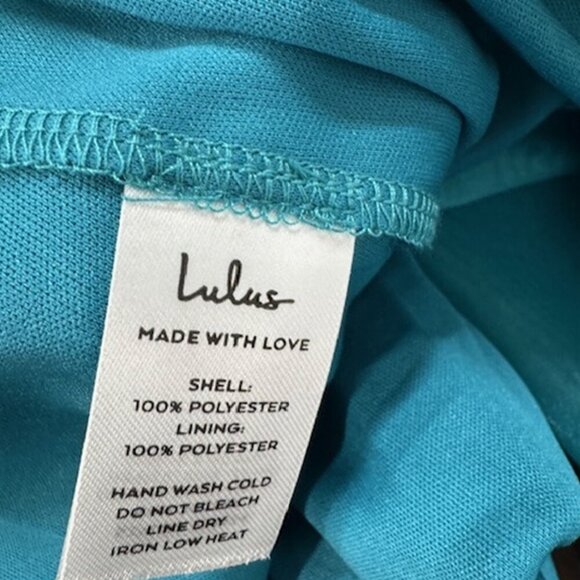 Lulus
MADE WITH LOVE
SHELL:
100% POLYESTER
LINING:
100% POLYESTER
HAND WASH COLD
DO NOT BLEACH
LINE DRY
IRON LOW HEAT